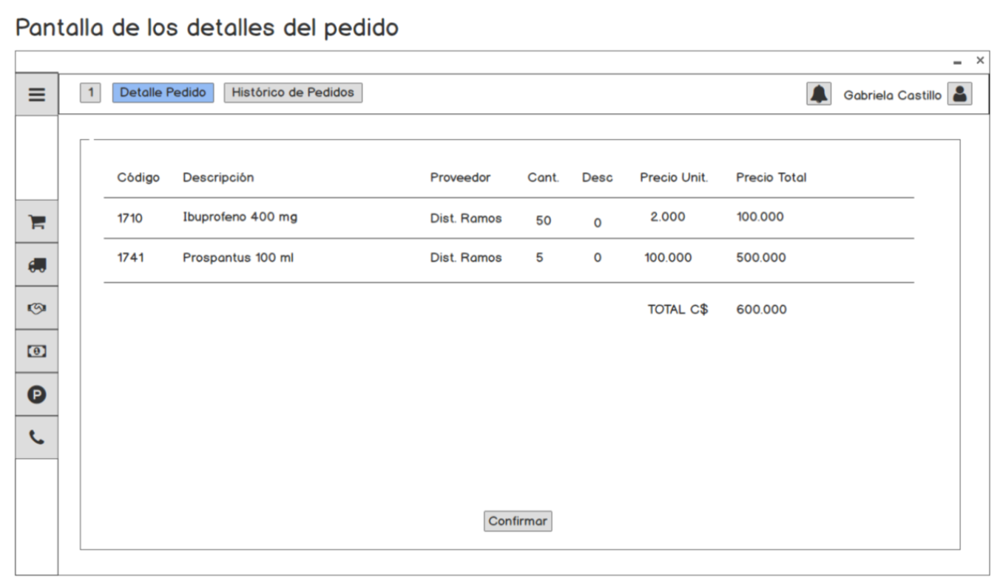 Pantalla de los detalles del pedido
1 Detalle Pedido Histórico de Pedidos Gabriela Castillo
Código Descripción Proveedor Cant. Desc Precio Unit. Precio Total
1710 Ibuprofeno 400 mg Dist. Ramos 50 0 2.000 100.000
1741 Prospantus 100 ml Dist. Ramos 5 0 100.000 500.000
TOTAL C$ 600.000
P
Confirmar